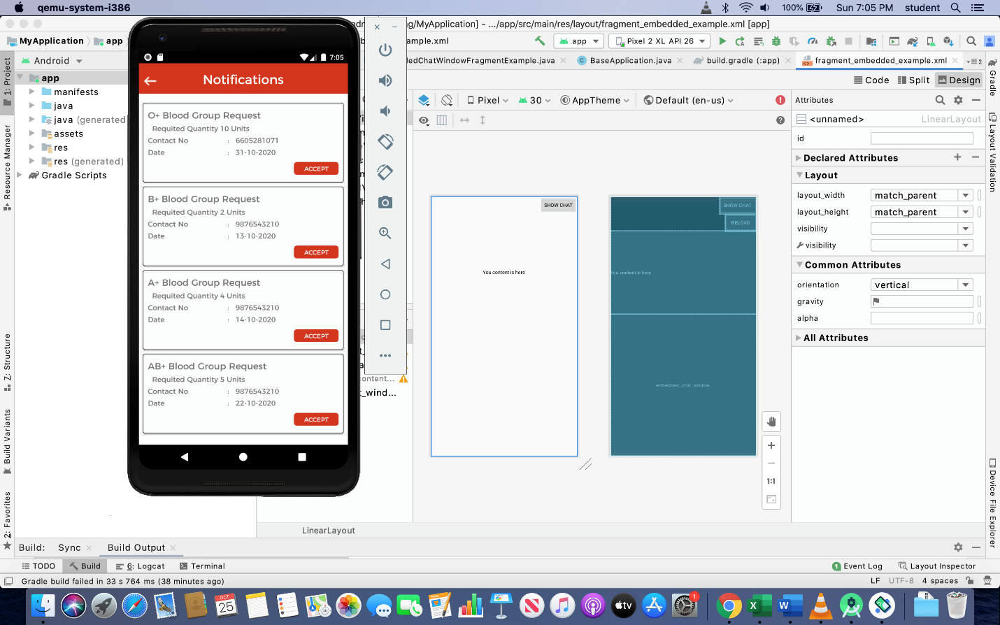 qemu-system-i386
100%
Sun 7:05 PM
student
/MyApplication] – .../app/src/main/res/layout/fragment_embedded_example.xml [app]
MyApplication
app
ample.xml
app
Pixel 2 XL API 26
Android
ledChatWindowFragmentExample.java
BaseApplication.java
build.gradle (:app)
fragment_embedded_example.xml
2
Code
Split
Design
app
manifests
java
java (generated)
assets
res
res (generated)
Gradle Scripts
1: Project
Resource Manager
Z: Structure
Build Variants
2: Favorites
7:05
Notifications
O+ Blood Group Request
Requited Quantity 10 Units
Contact No : 6605281071
Date : 31-10-2020
ACCEPT
B+ Blood Group Request
Requited Quantity 2 Units
Contact No : 9876543210
Date : 13-10-2020
ACCEPT
A+ Blood Group Request
Requited Quantity 4 Units
Contact No : 9876543210
Date : 14-10-2020
ACCEPT
AB+ Blood Group Request
Requited Quantity 5 Units
Contact No : 9876543210
Date : 22-10-2020
ACCEPT
content...
t_wind...
Pixel
30
AppTheme
Default (en-us)
SHOW CHAT
You content is here
SHOW CHAT
RELOAD
You content is here
embedded_chat_window
1:1
Attributes
<unnamed>
LinearLayout
id
Declared Attributes
Layout
layout_width match_parent
layout_height match_parent
visibility
visibility
Common Attributes
orientation vertical
gravity
alpha
All Attributes
Gradle
Layout Validation
Device File Explorer
LinearLayout
Build:
Sync
Build Output
TODO
Build
6: Logcat
Terminal
1 Event Log
Layout Inspector
Gradle build failed in 33 s 764 ms (38 minutes ago)
LF
UTF-8
4 spaces
OCT
25
tv
1